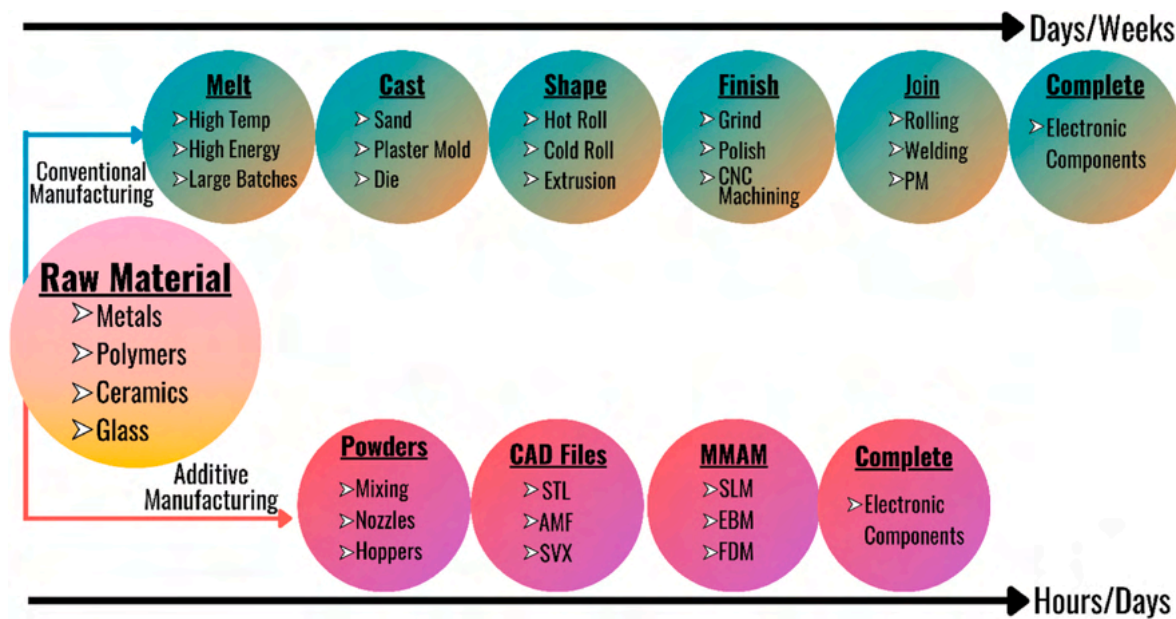 Days/Weeks
Melt
➢High Temp
➢High Energy
➢Large Batches
Cast
➢Sand
➢Plaster Mold
➢Die
Shape
➢Hot Roll
➢Cold Roll
➢Extrusion
Finish
➢Grind
➢Polish
➢CNC
Machining
Join
➢Rolling
➢Welding
➢PM
Complete
➢Electronic
Components
Conventional
Manufacturing
Raw Material
➢Metals
➢Polymers
➢Ceramics
➢Glass
Additive
Manufacturing
Powders
➢Mixing
➢Nozzles
➢Hoppers
CAD Files
➢STL
➢AMF
➢SVX
MMAM
➢SLM
➢EBM
➢FDM
Complete
➢Electronic
Components
Hours/Days